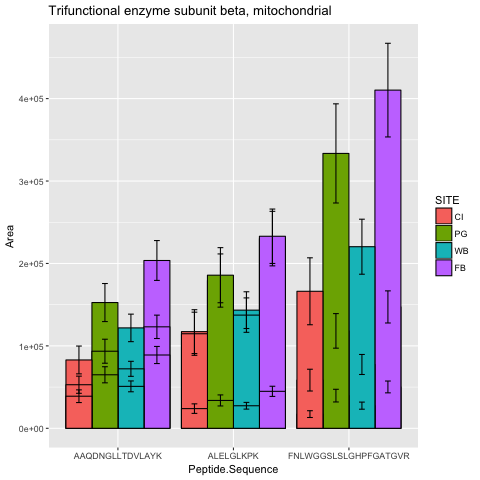 Trifunctional enzyme subunit beta, mitochondrial
4e+05
3e+05
2e+05
1e+05
0e+00
Area
AAQDNGLLTDVLAYK
ALELGLKPK
FNLWGGSLSLGHPFGATGVR
Peptide.Sequence
SITE
CI
PG
WB
FB